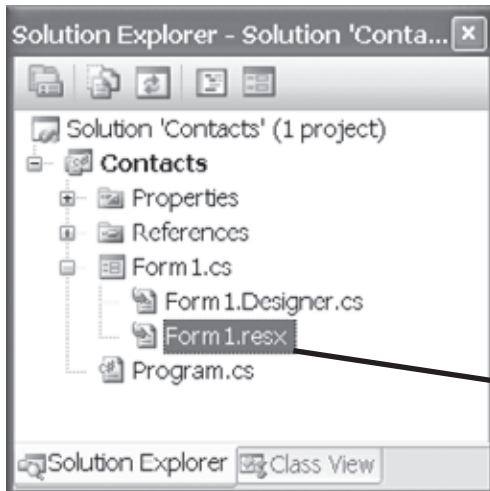 Solution Explorer - Solution 'Conta...
Solution 'Contacts' (1 project)
Contacts
Properties
References
Form1.cs
Form1.Designer.cs
Form1.resx
Program.cs
Solution Explorer Class View